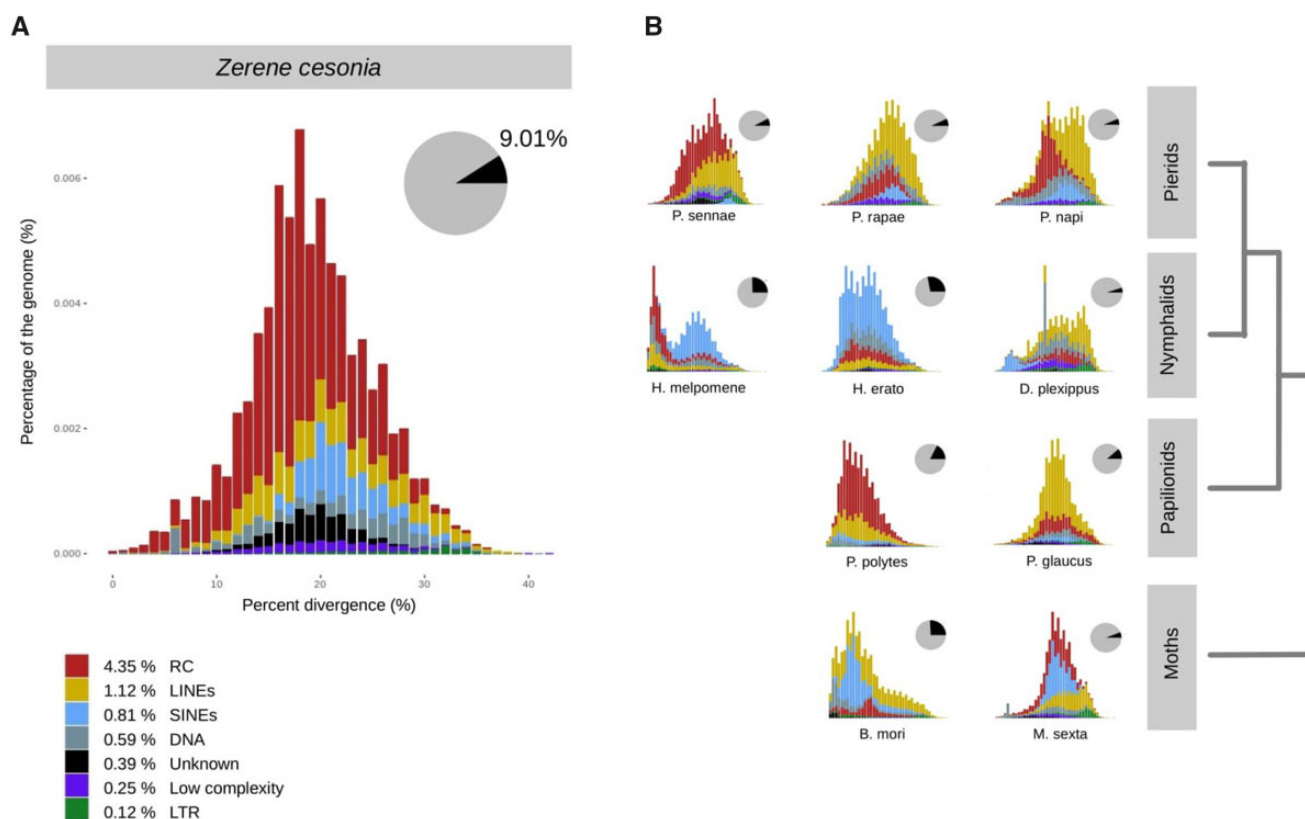 A
Zerene cesonia
9.01%
Percentage of the genome (%)
0.006
0.004
0.002
0.000
0 10 20 30 40
Percent divergence (%)
4.35 % RC
1.12 % LINEs
0.81 % SINEs
0.59 % DNA
0.39 % Unknown
0.25 % Low complexity
0.12 % LTR
B
P. sennae P. rapae P. napi
Pierids
H. melpomene H. erato D. plexippus
Nymphalids
P. polytes P. glaucus
Papilionids
B. mori M. sexta
Moths